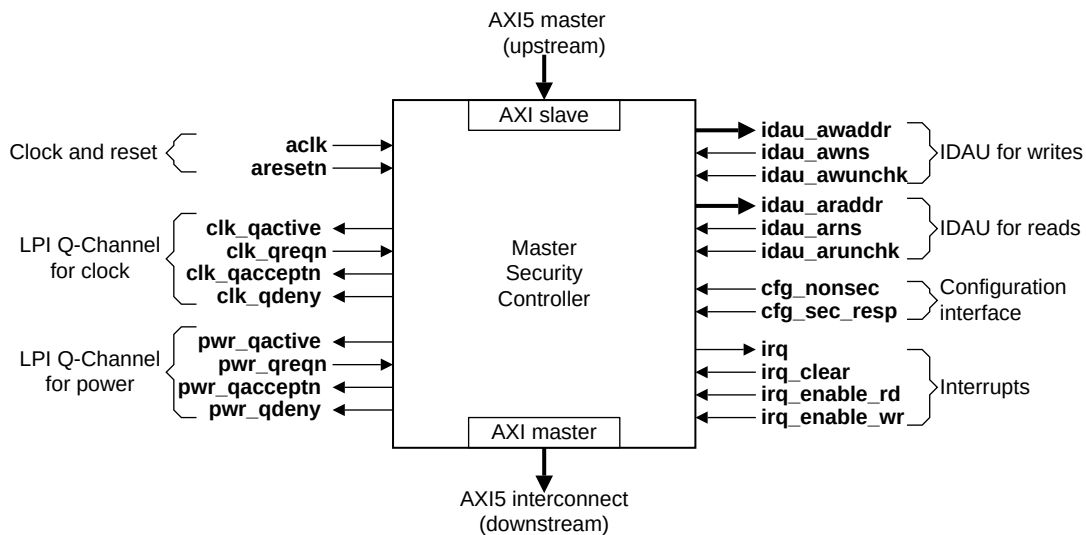 AXI5 master
(upstream)
AXI slave
Clock and reset
aclk
aresetn
LPI Q-Channel
for clock
clk_qactive
clk_qreqn
clk_qacceptn
clk_qdeny
LPI Q-Channel
for power
pwr_qactive
pwr_qreqn
pwr_qacceptn
pwr_qdeny
Master
Security
Controller
idau_awaddr
idau_awns
idau_awunchk
IDAU for writes
idau_araddr
idau_arns
idau_arunchk
IDAU for reads
cfg_nonsec
cfg_sec_resp
Configuration
interface
irq
irq_clear
irq_enable_rd
irq_enable_wr
Interrupts
AXI master
AXI5 interconnect
(downstream)